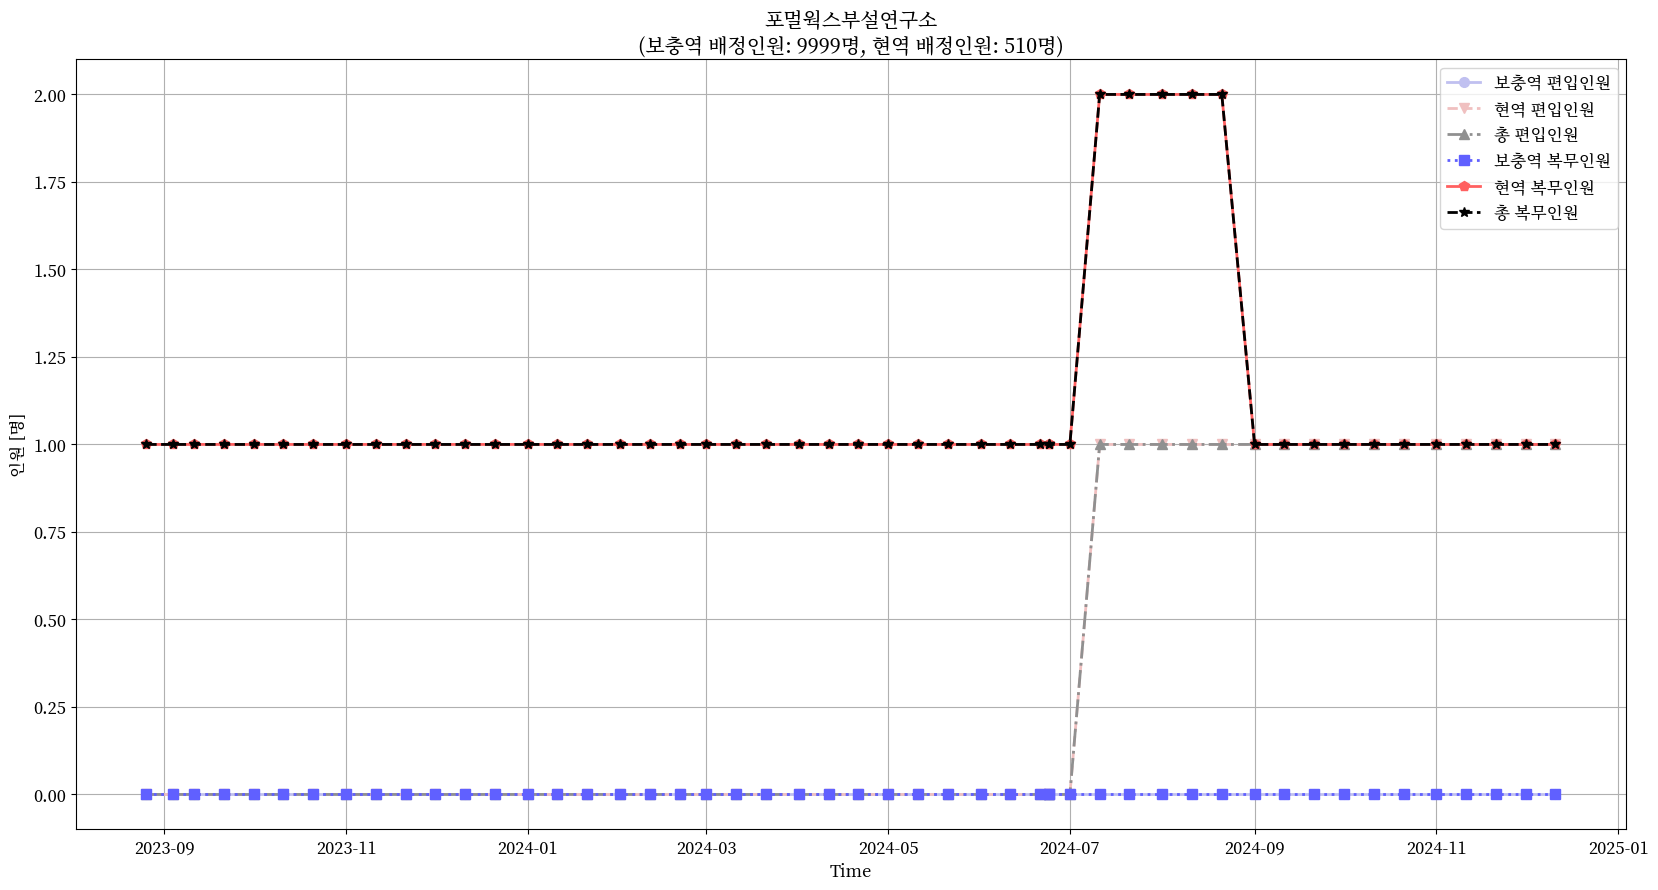 포멀웍스부설연구소
(보충역 배정인원: 9999명, 현역 배정인원: 510명)
보충역 편입인원
현역 편입인원
총 편입인원
보충역 복무인원
현역 복무인원
총 복무인원
인원 [명]
2.00
1.75
1.50
1.25
1.00
0.75
0.50
0.25
0.00
2023-09 2023-11 2024-01 2024-03 2024-05 2024-07 2024-09 2024-11 2025-01
Time